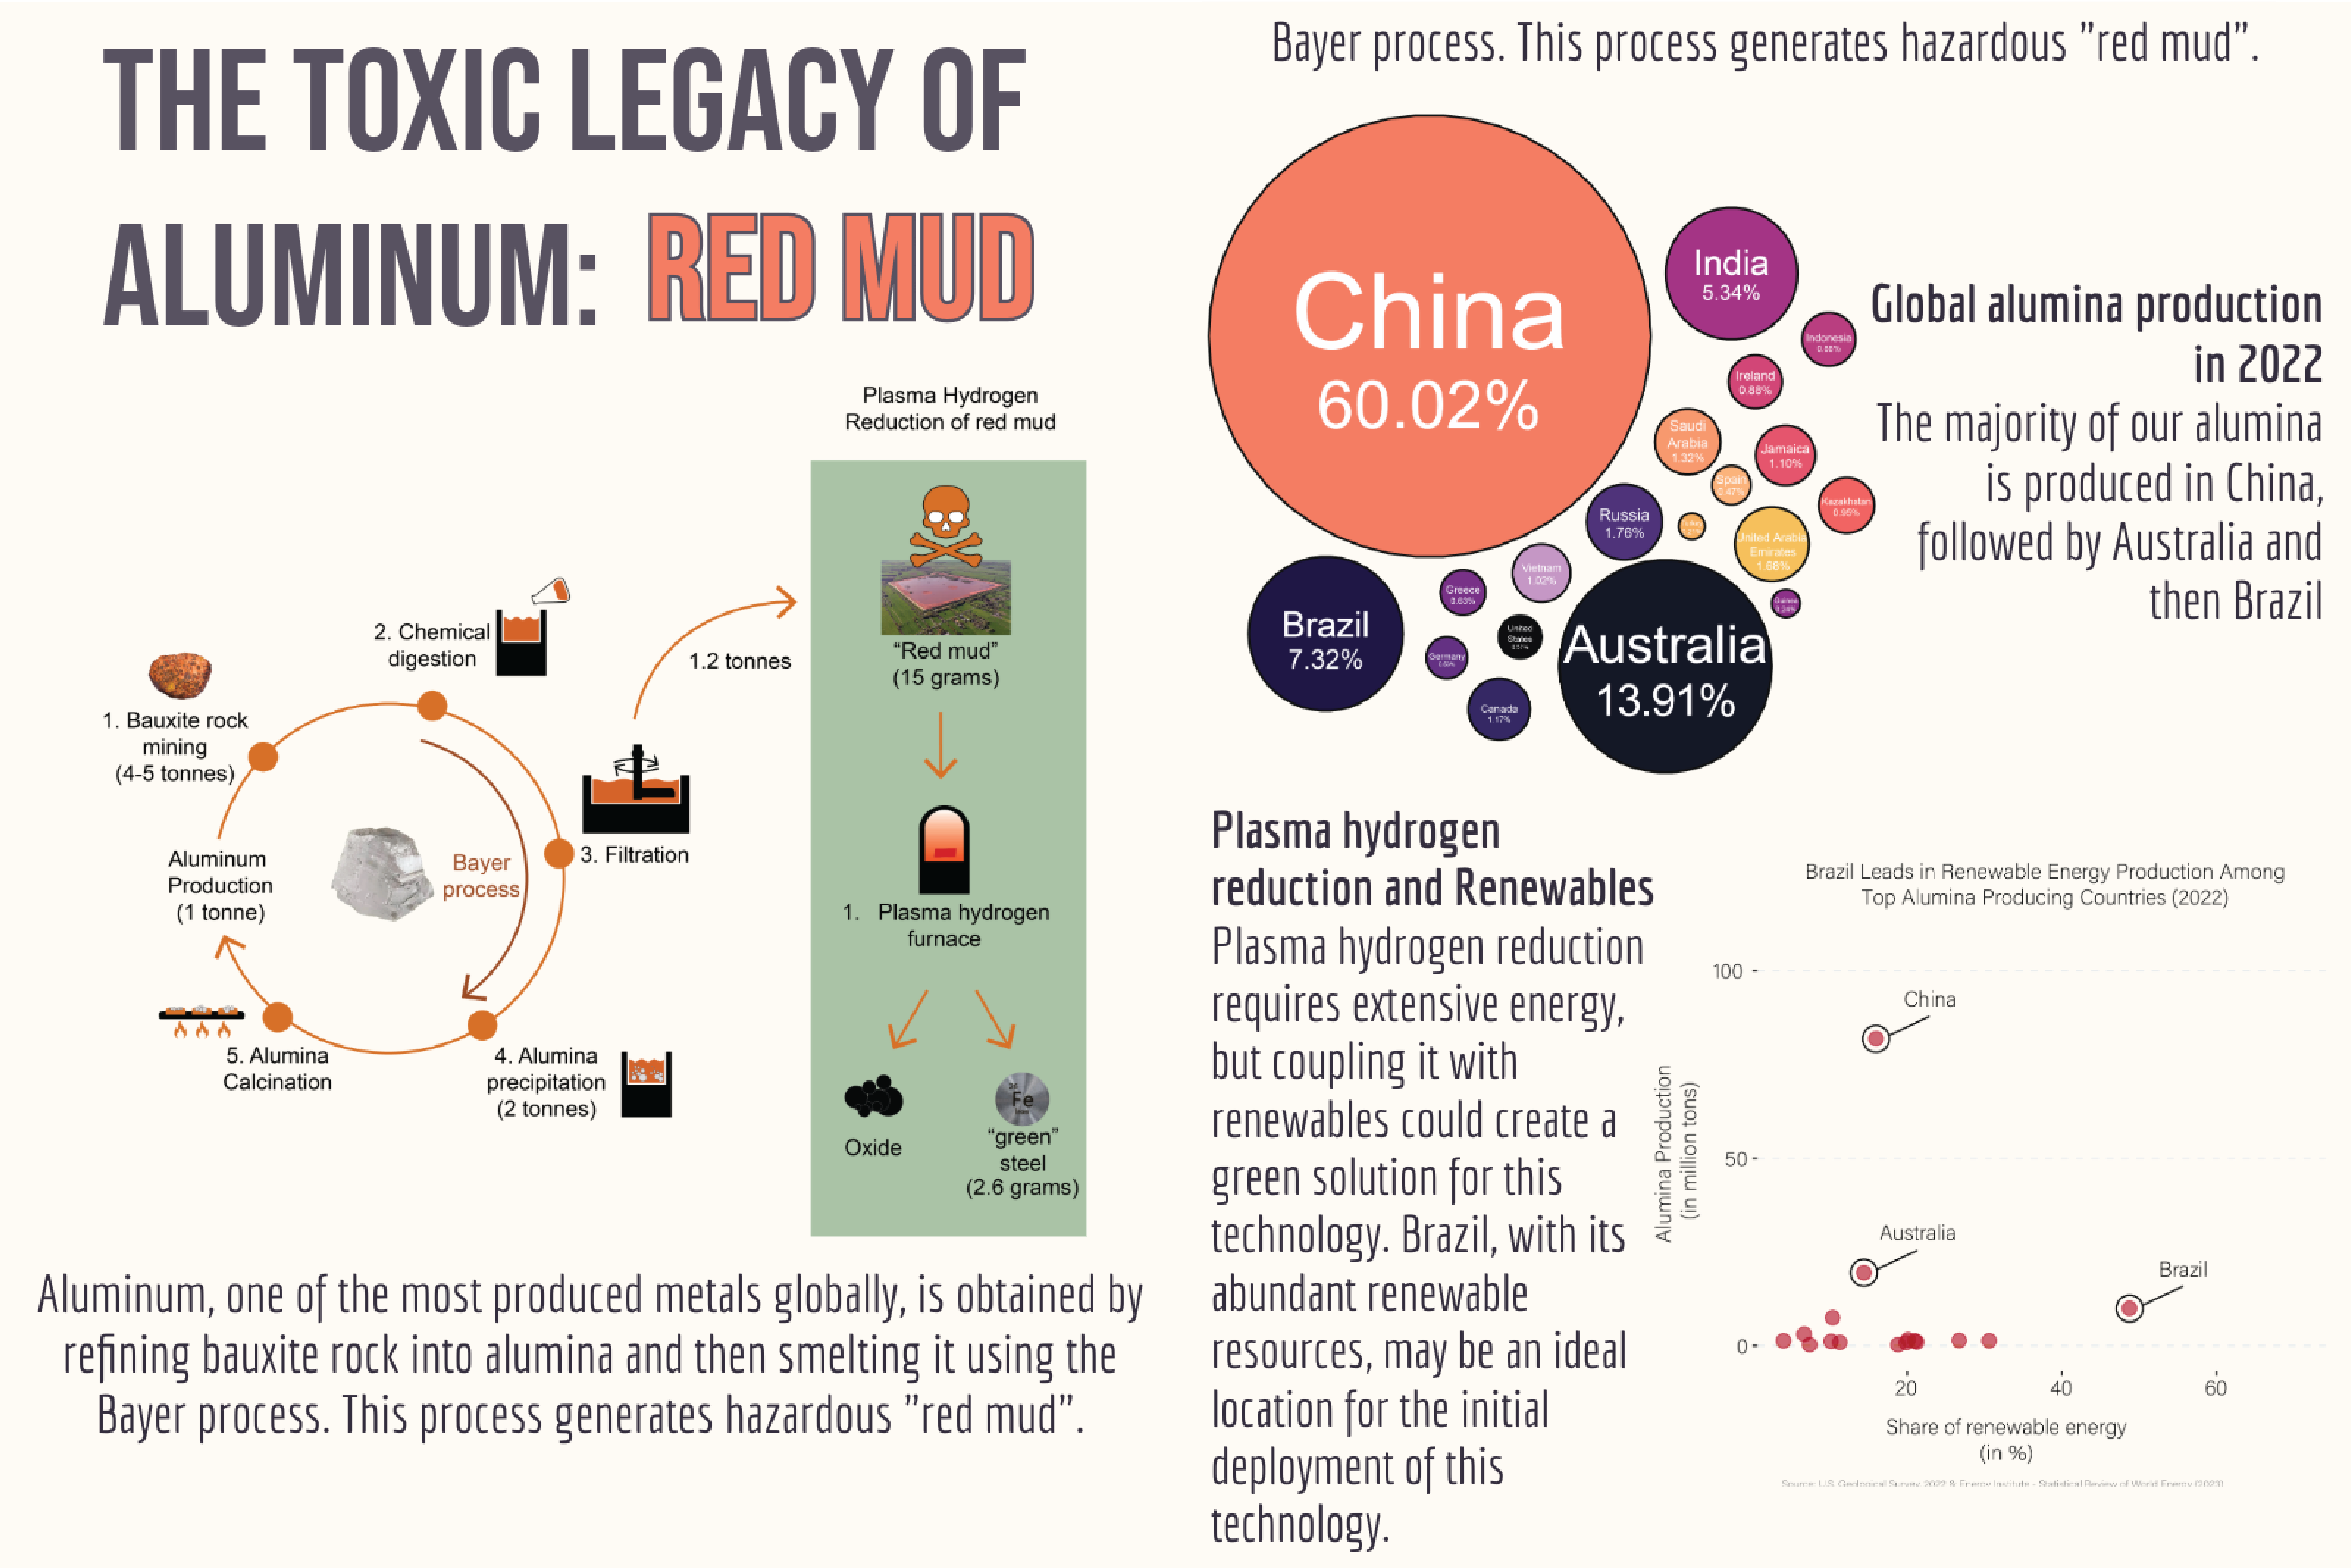 THE TOXIC LEGACY OF
ALUMINUM: RED MUD
Plasma Hydrogen
Reduction of red mud
"Red mud"
(15 grams)
1. Plasma hydrogen
furnace
Oxide
Fe
"green"
steel
(2.6 grams)
1. Bauxite rock
mining
(4-5 tonnes)
2. Chemical
digestion
1.2 tonnes
3. Filtration
Bayer
process
4. Alumina
precipitation
(2 tonnes)
5. Alumina
Calcination
Aluminum
Production
(1 tonne)
Aluminum, one of the most produced metals globally, is obtained by
refining bauxite rock into alumina and then smelting it using the
Bayer process. This process generates hazardous "red mud".
Bayer process. This process generates hazardous "red mud".
China
60.02%
India
5.34%
Indonesia
0.88%
Ireland
0.88%
Saudi
Arabia
1.32%
Jamaica
1.10%
Spain
0.47%
Kazakhstan
0.95%
Russia
1.76%
United Arab
Emirates
1.68%
Vietnam
1.02%
Greece
0.63%
Brazil
7.32%
United
States
Germany
Canada
1.17%
Australia
13.91%
Global alumina production
in 2022
The majority of our alumina
is produced in China,
followed by Australia and
then Brazil
Plasma hydrogen
reduction and Renewables
Plasma hydrogen reduction
requires extensive energy,
but coupling it with
renewables could create a
green solution for this
technology. Brazil, with its
abundant renewable
resources, may be an ideal
location for the initial
deployment of this
technology.
Brazil Leads in Renewable Energy Production Among
Top Alumina Producing Countries (2022)
Alumina Production
(in million tons)
100
50
0
China
Australia
Brazil
20
40
60
Share of renewable energy
(in %)
Source: U.S. Geological Survey, 2022 & Energy Institute - Statistical Review of World Energy (2023)